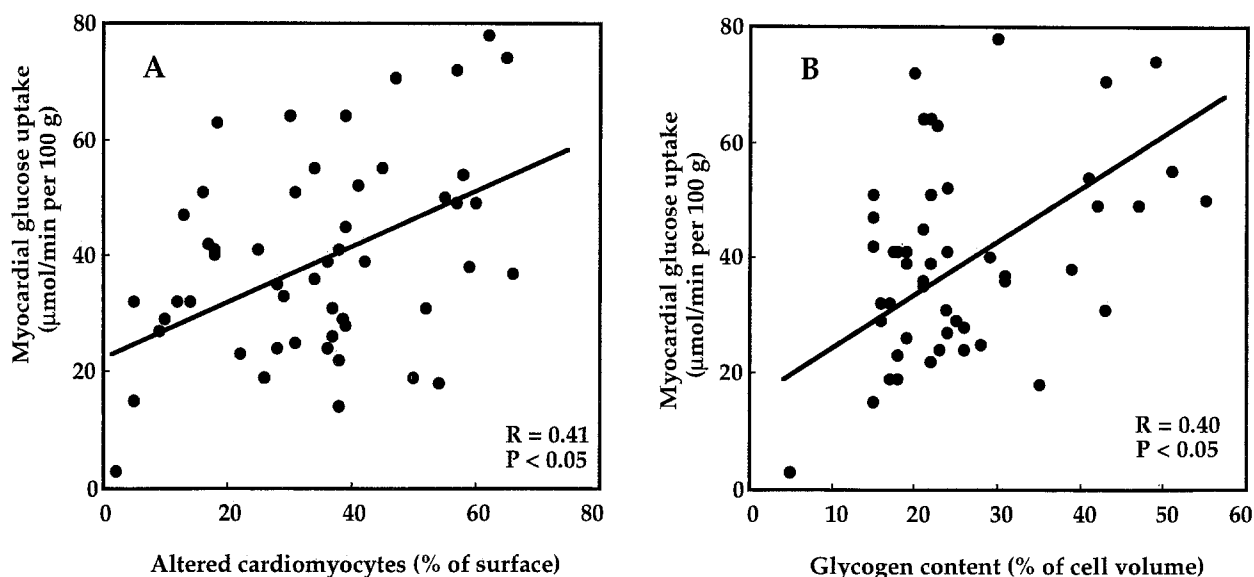 A
Myocardial glucose uptake
(µmol/min per 100 g)
80
60
40
20
0
R = 0.41
P < 0.05
0
20
40
60
80
Altered cardiomyocytes (% of surface)
B
Myocardial glucose uptake
(µmol/min per 100 g)
80
60
40
20
0
R = 0.40
P < 0.05
0
10
20
30
40
50
60
Glycogen content (% of cell volume)